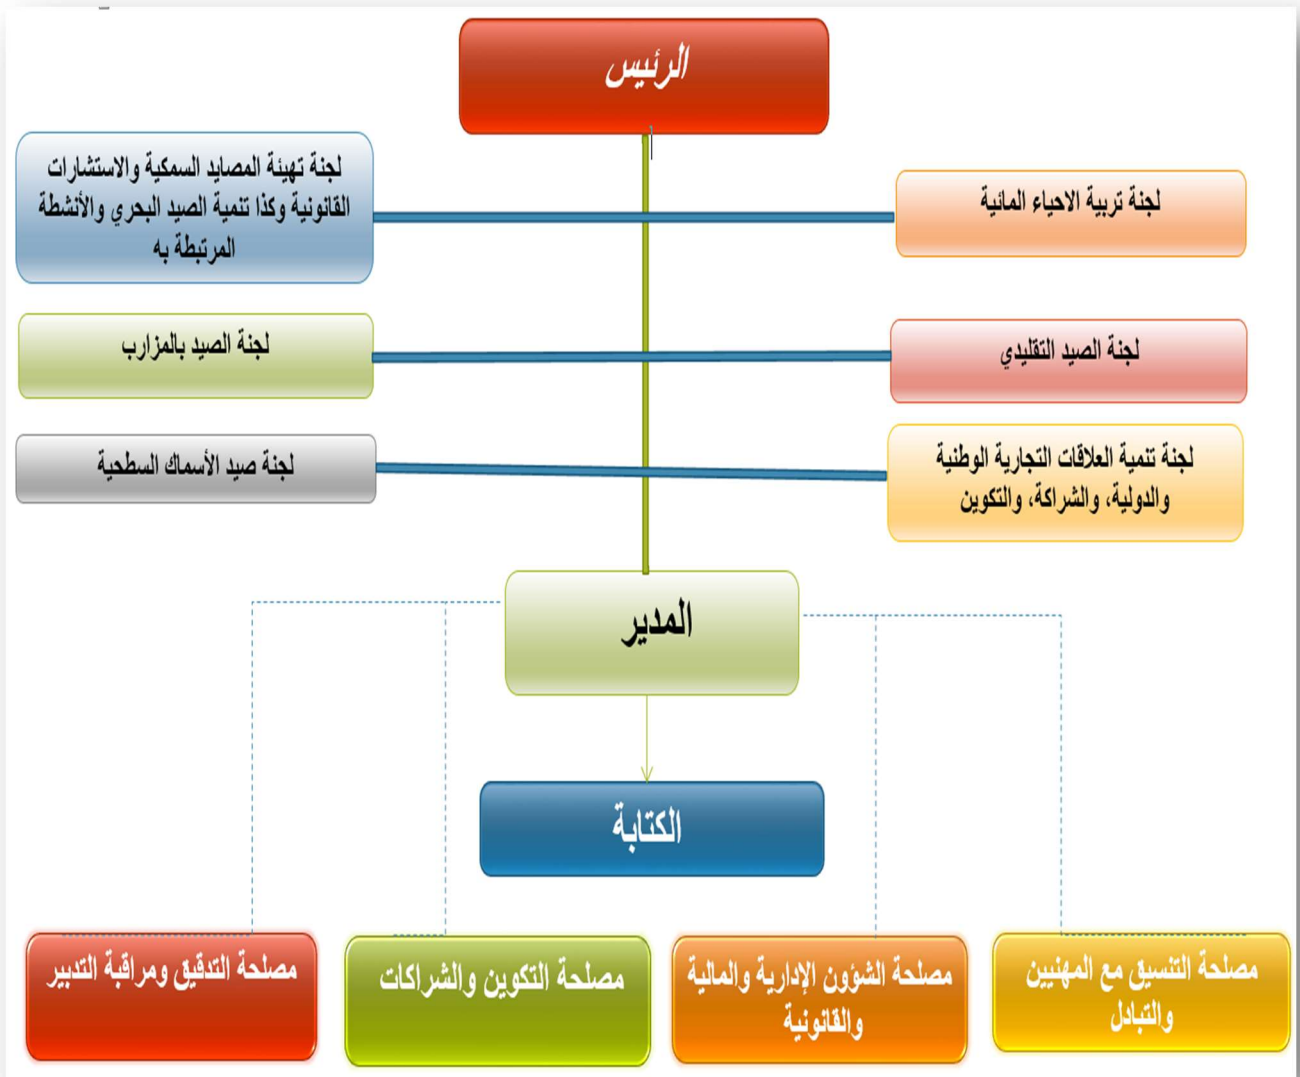 الرئيس
لجنة تربية الاحياء المائية
لجنة تهيئة المصايد السمكية والاستشارات
القانونية وكذا تنمية الصيد البحري والأنشطة
المرتبطة به
لجنة الصيد التقليدي
لجنة الصيد بالمزارب
لجنة تنمية العلاقات التجارية الوطنية
والدولية، والشراكة، والتكوين
لجنة صيد الأسماك السطحية
المدير
الكتابة
مصلحة التنسيق مع المهنيين
والتبادل
مصلحة الشؤون الإدارية والمالية
والقانونية
مصلحة التكوين والشراكات
مصلحة التدقيق ومراقبة التدبير